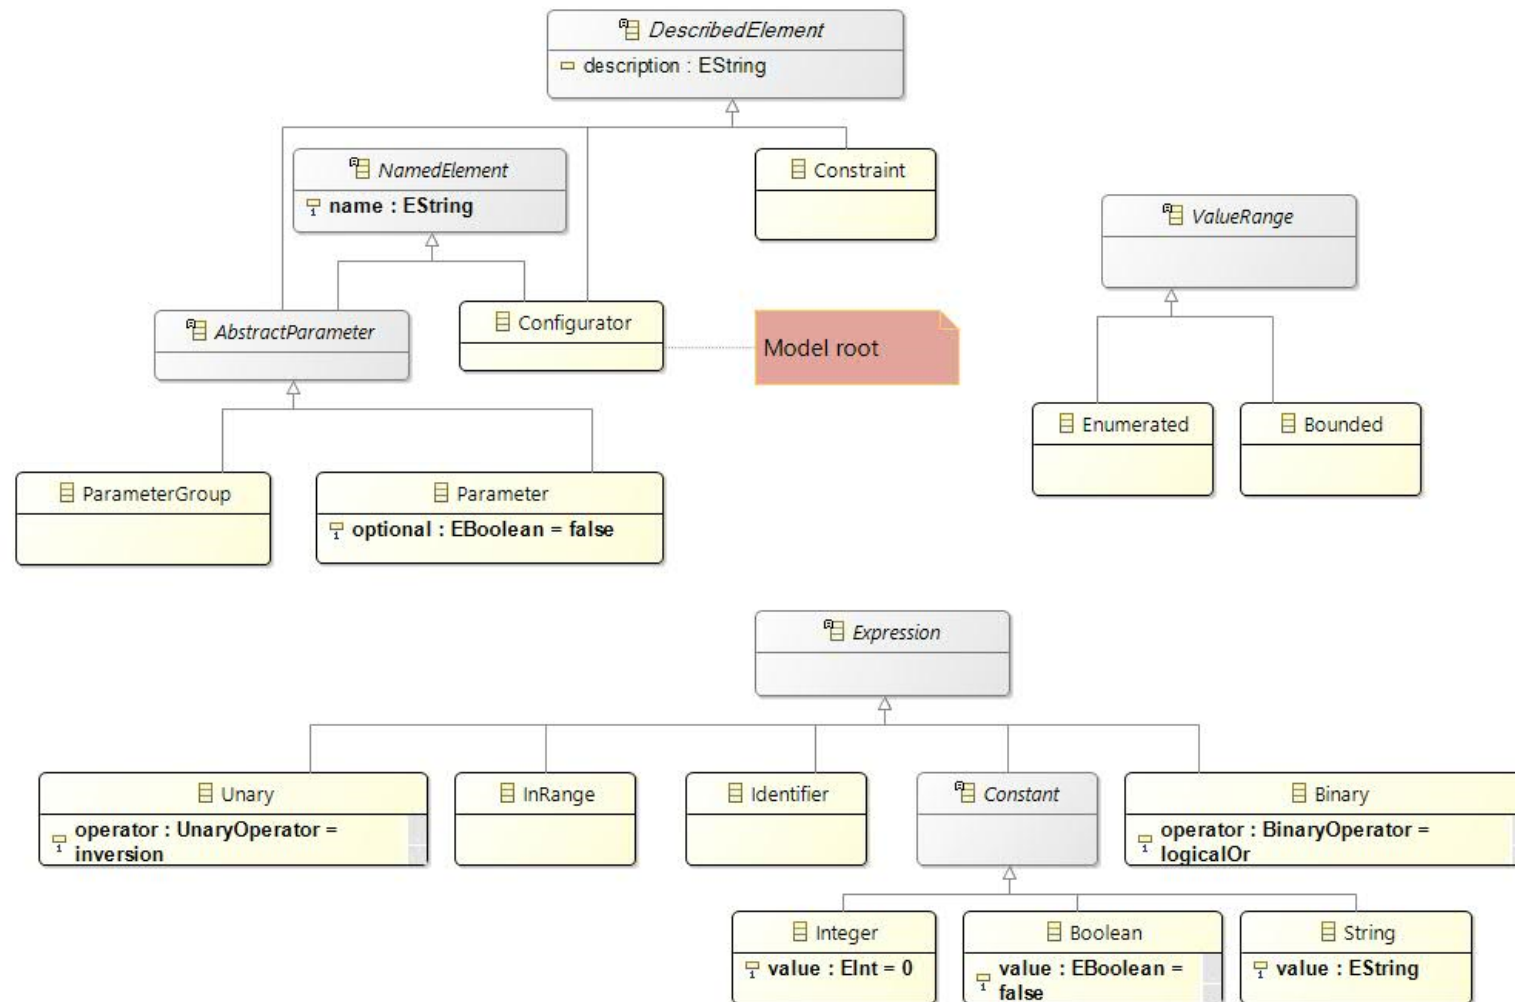 DescribedElement
description : EString
NamedElement
name : EString
Constraint
ValueRange
AbstractParameter
Configurator
Model root
Enumerated
Bounded
ParameterGroup
Parameter
optional : EBoolean = false
Expression
Unary
operator : UnaryOperator =
inversion
InRange
Identifier
Constant
Binary
operator : BinaryOperator =
logicalOr
Integer
value : EInt = 0
Boolean
value : EBoolean =
false
String
value : EString